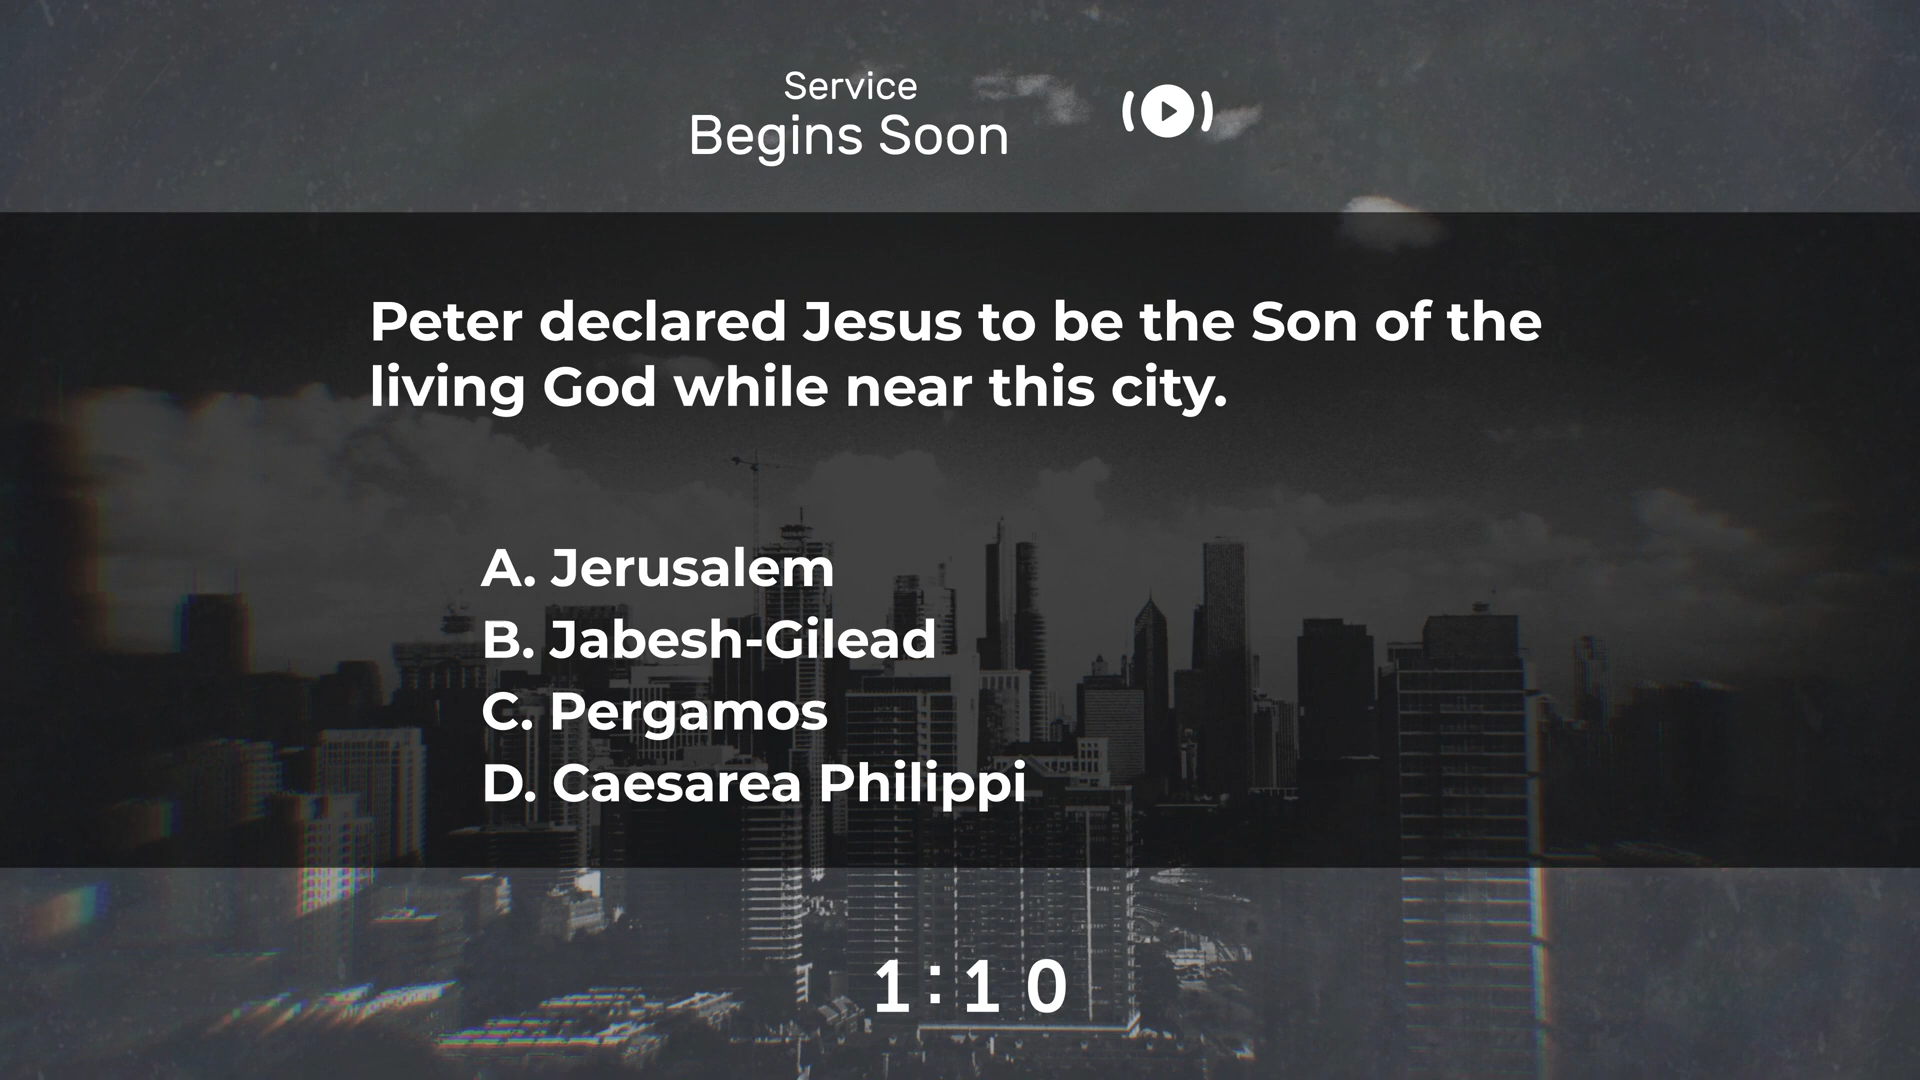 Service
Begins Soon
Peter declared Jesus to be the Son of the
living God while near this city.
A. Jerusalem
B. Jabesh-Gilead
C. Pergamos
D. Caesarea Philippi
1:10